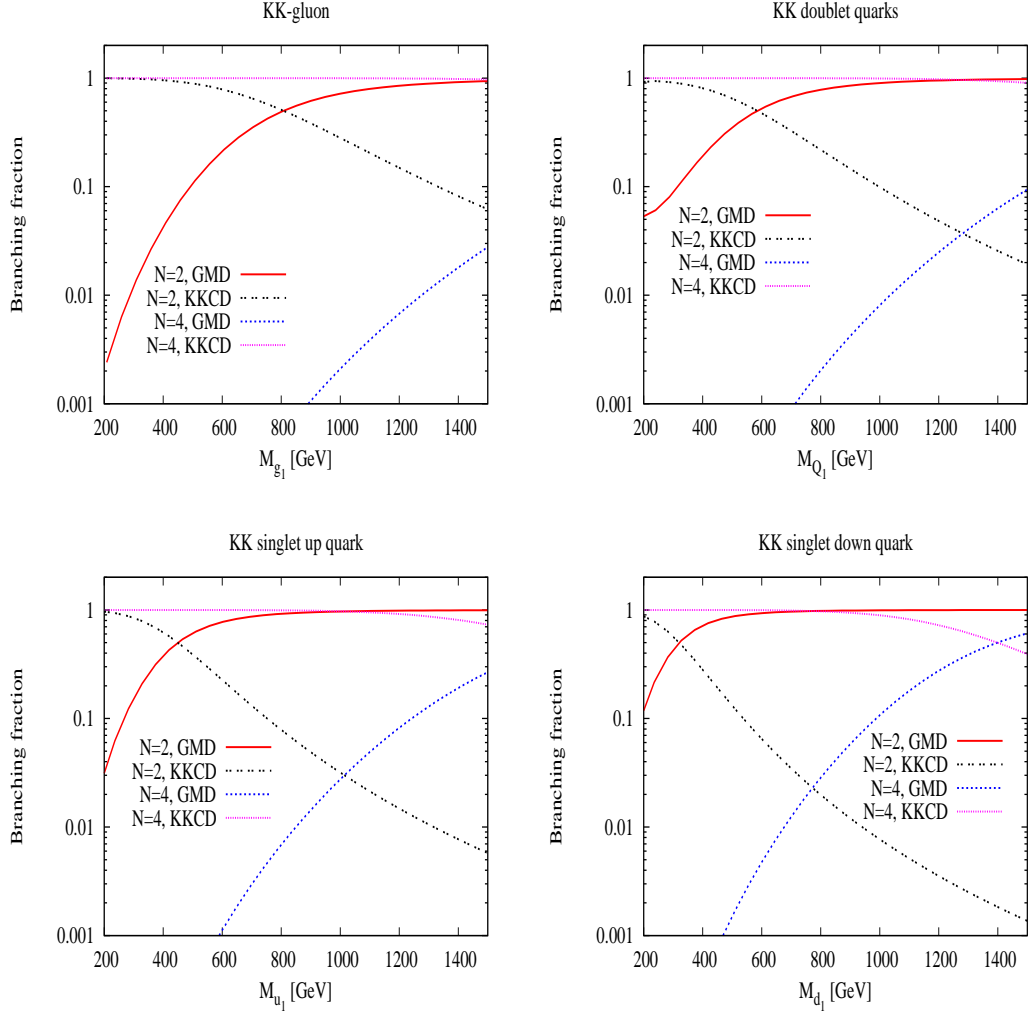 KK-gluon
Branching fraction
1
0.1
0.01
0.001
N=2, GMD
N=2, KKCD
N=4, GMD
N=4, KKCD
200 400 600 800 1000 1200 1400
M_{g_1} [GeV]
KK doublet quarks
Branching fraction
1
0.1
0.01
0.001
N=2, GMD
N=2, KKCD
N=4, GMD
N=4, KKCD
200 400 600 800 1000 1200 1400
M_{Q_1} [GeV]
KK singlet up quark
Branching fraction
1
0.1
0.01
0.001
N=2, GMD
N=2, KKCD
N=4, GMD
N=4, KKCD
200 400 600 800 1000 1200 1400
M_{u_1} [GeV]
KK singlet down quark
Branching fraction
1
0.1
0.01
0.001
N=2, GMD
N=2, KKCD
N=4, GMD
N=4, KKCD
200 400 600 800 1000 1200 1400
M_{d_1} [GeV]